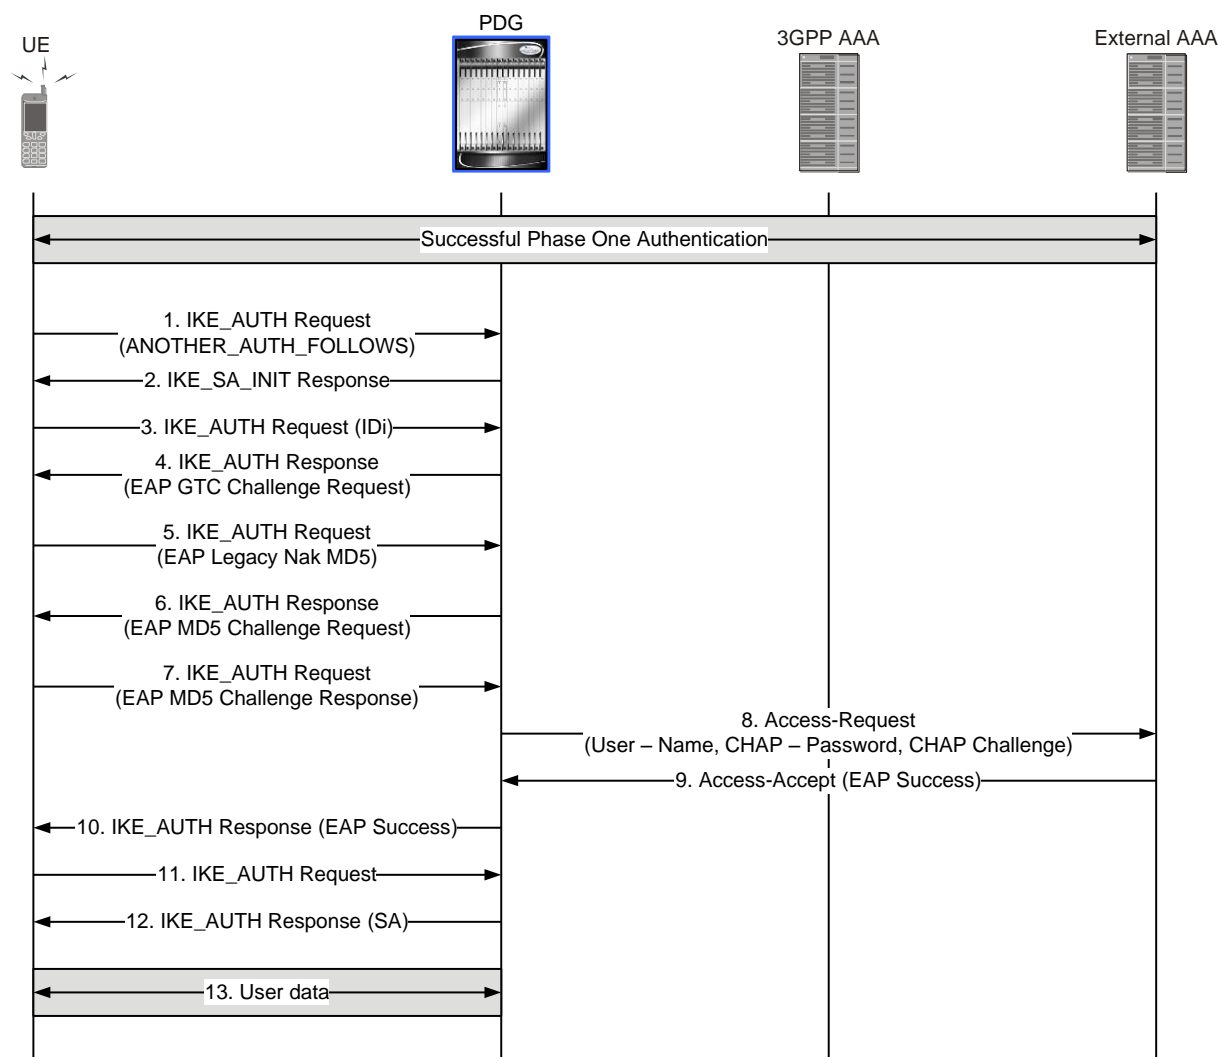 UE
PDG
3GPP AAA
External AAA
Successful Phase One Authentication
1. IKE_AUTH Request
(ANOTHER_AUTH_FOLLOWS)
2. IKE_SA_INIT Response
3. IKE_AUTH Request (IDi)
4. IKE_AUTH Response
(EAP GTC Challenge Request)
5. IKE_AUTH Request
(EAP Legacy Nak MD5)
6. IKE_AUTH Response
(EAP MD5 Challenge Request)
7. IKE_AUTH Request
(EAP MD5 Challenge Response)
8. Access-Request
(User – Name, CHAP – Password, CHAP Challenge)
9. Access-Accept (EAP Success)
10. IKE_AUTH Response (EAP Success)
11. IKE_AUTH Request
12. IKE_AUTH Response (SA)
13. User data